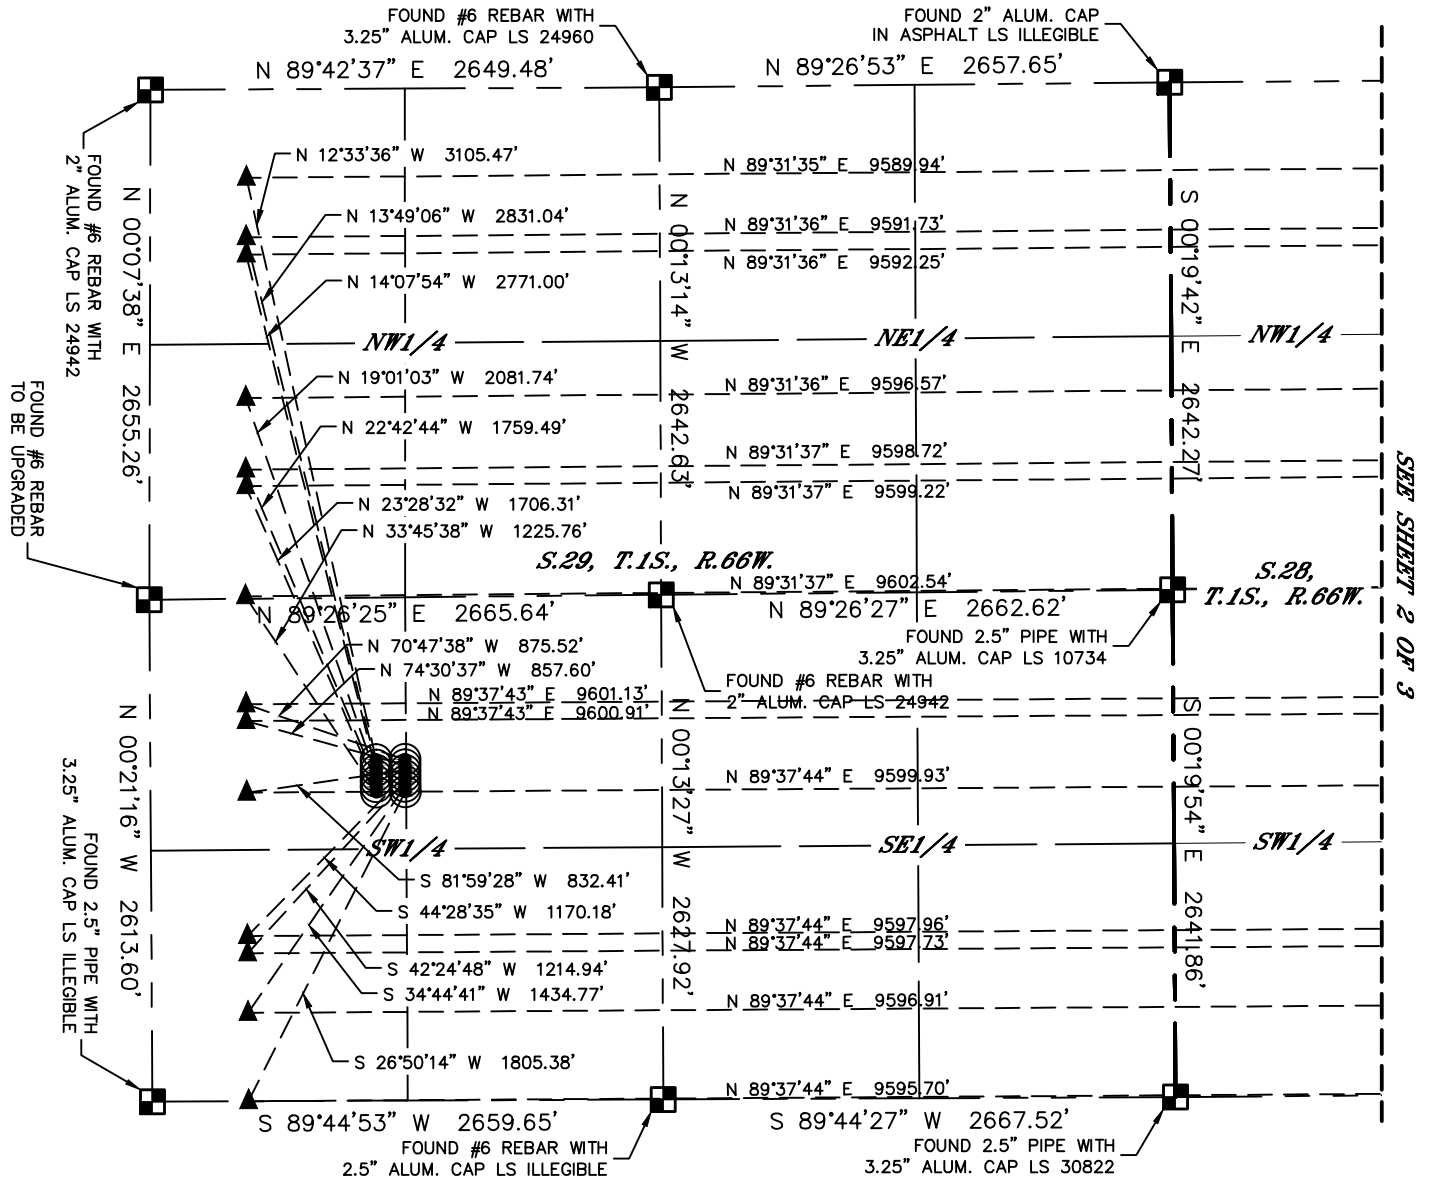 FOUND #6 REBAR WITH
3.25” ALUM. CAP LS 24960
FOUND 2” ALUM. CAP
IN ASPHALT LS ILLEGIBLE
N 89°42'37” E 2649.48'
N 89°26'53” E 2657.65'
FOUND #6 REBAR WITH
2” ALUM. CAP LS 24942
N 12°33'36” W 3105.47'
N 89°31'35” E 9589.94'
N 13°49'06” W 2831.04'
N 89°31'36” E 9591.73'
N 89°31'36” E 9592.25'
N 14°07'54” W 2771.00'
N 00°07'38” E 2655.26'
N 00°13'14” W 2642.63'
S 00°19'42” E 2642.27'
NW1/4
NE1/4
NW1/4
N 19°01'03” W 2081.74'
N 89°31'36” E 9596.57'
N 22°42'44” W 1759.49'
N 89°31'37” E 9598.72'
N 89°31'37” E 9599.22'
FOUND #6 REBAR
TO BE UPGRADED
N 23°28'32” W 1706.31'
N 33°45'38” W 1225.76'
S.29, T.1S., R.66W.
N 89°31'37” E 9602.54'
S.28,
T.1S., R.66W.
SEE SHEET 2 OF 3
N 89°26'25” E 2665.64'
N 89°26'27” E 2662.62'
FOUND 2.5” PIPE WITH
3.25” ALUM. CAP LS 10734
N 70°47'38” W 875.52'
N 74°30'37” W 857.60'
FOUND #6 REBAR WITH
2” ALUM. CAP LS 24942
N 89°37'43” E 9601.13'
N 89°37'43” E 9600.91'
N 00°21'16” W 2613.60'
N 00°13'27” W 2627.92'
S 00°19'54” E 2641.86'
N 89°37'44” E 9599.93'
SW1/4
SE1/4
SW1/4
S 81°59'28” W 832.41'
S 44°28'35” W 1170.18'
N 89°37'44” E 9597.96'
N 89°37'44” E 9597.73'
S 42°24'48” W 1214.94'
S 34°44'41” W 1434.77'
N 89°37'44” E 9596.91'
FOUND 2.5” PIPE WITH
3.25” ALUM. CAP LS ILLEGIBLE
S 26°50'14” W 1805.38'
N 89°37'44” E 9595.70'
S 89°44'53” W 2659.65'
S 89°44'27” W 2667.52'
FOUND #6 REBAR WITH
2.5” ALUM. CAP LS ILLEGIBLE
FOUND 2.5” PIPE WITH
3.25” ALUM. CAP LS 30822